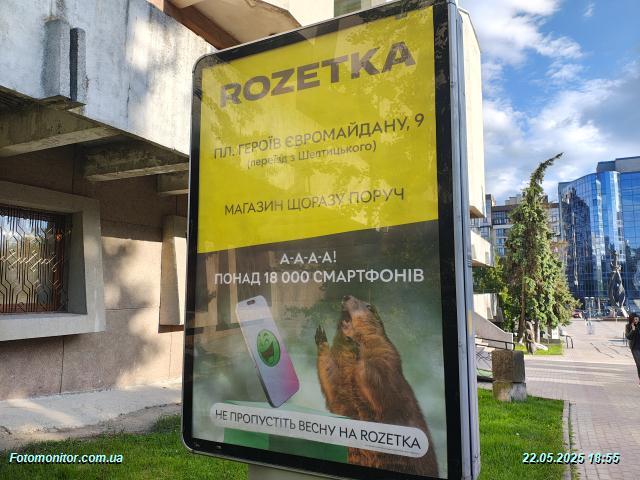 ROZETKA
ПЛ. ГЕРОЇВ ЄВРОМАЙДАНУ, 9
(переїзд з Шептицького)
МАГАЗИН ЩОРАЗУ ПОРУЧ
А-А-А-А!
ПОНАД 18 000 СМАРТФОНІВ
НЕ ПРОПУСТІТЬ ВЕСНУ НА ROZETKA
Fotomonitor.com.ua
22.05.2025 18:55